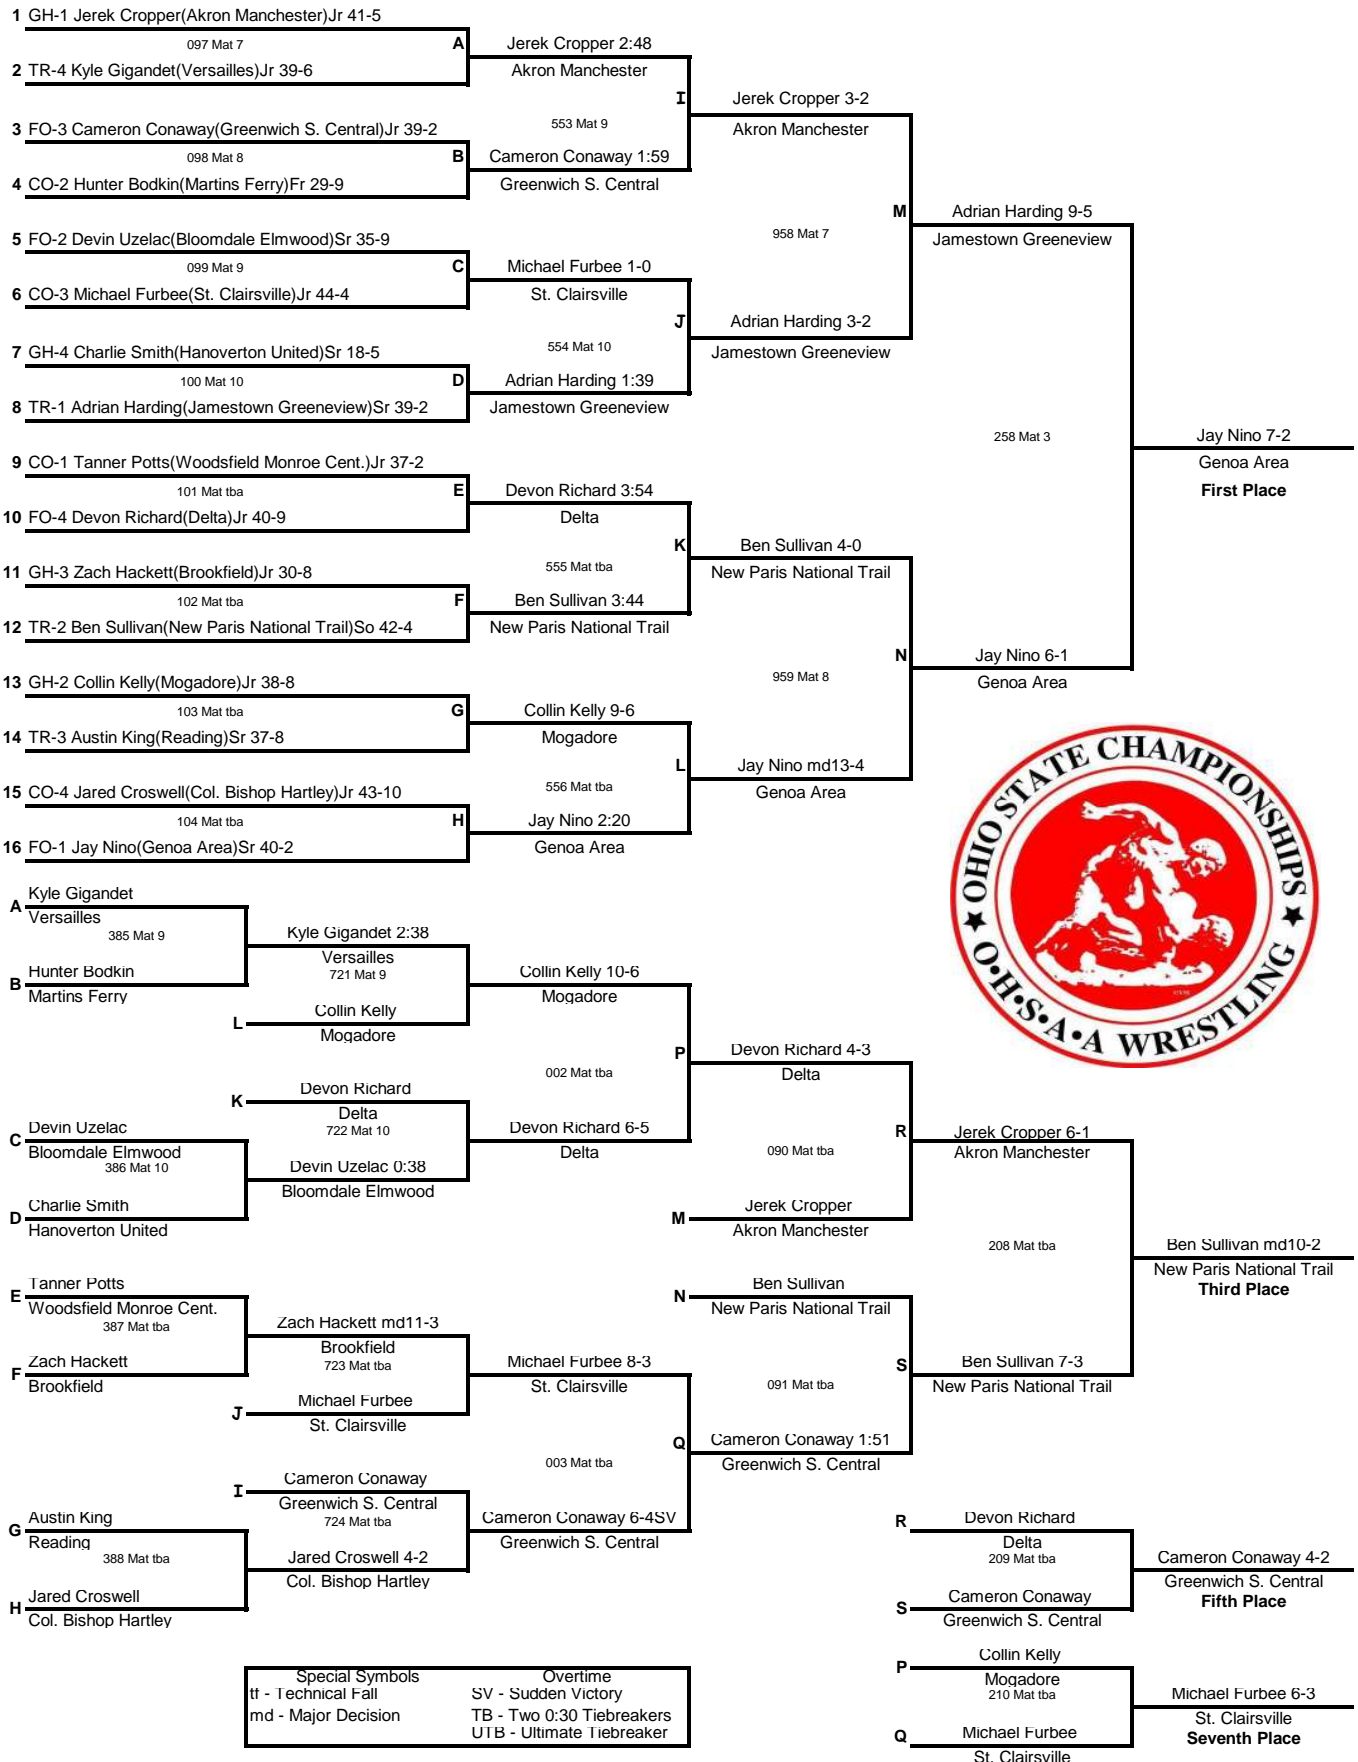 1 GH-1 Jerek Cropper(Akron Manchester)Jr 41-5
097 Mat 7
A
2 TR-4 Kyle Gigandet(Versailles)Jr 39-6
Jerek Cropper 2:48
Akron Manchester
I
553 Mat 9
3 FO-3 Cameron Conaway(Greenwich S. Central)Jr 39-2
098 Mat 8
B
4 CO-2 Hunter Bodkin(Martins Ferry)Fr 29-9
Cameron Conaway 1:59
Greenwich S. Central
Jerek Cropper 3-2
Akron Manchester
M
958 Mat 7
5 FO-2 Devin Uzelac(Bloomdale Elmwood)Sr 35-9
099 Mat 9
C
6 CO-3 Michael Furbee(St. Clairsville)Jr 44-4
Michael Furbee 1-0
St. Clairsville
J
554 Mat 10
7 GH-4 Charlie Smith(Hanoverton United)Sr 18-5
100 Mat 10
D
8 TR-1 Adrian Harding(Jamestown Greeneview)Sr 39-2
Adrian Harding 1:39
Jamestown Greeneview
Adrian Harding 3-2
Jamestown Greeneview
Adrian Harding 9-5
Jamestown Greeneview
258 Mat 3
Jay Nino 7-2
Genoa Area
First Place
9 CO-1 Tanner Potts(Woodsfield Monroe Cent.)Jr 37-2
101 Mat tba
E
10 FO-4 Devon Richard(Delta)Jr 40-9
Devon Richard 3:54
Delta
K
555 Mat tba
11 GH-3 Zach Hackett(Brookfield)Jr 30-8
102 Mat tba
F
12 TR-2 Ben Sullivan(New Paris National Trail)So 42-4
Ben Sullivan 3:44
New Paris National Trail
Ben Sullivan 4-0
New Paris National Trail
N
959 Mat 8
Jay Nino 6-1
Genoa Area
13 GH-2 Collin Kelly(Mogadore)Jr 38-8
103 Mat tba
G
14 TR-3 Austin King(Reading)Sr 37-8
Collin Kelly 9-6
Mogadore
L
556 Mat tba
15 CO-4 Jared Croswell(Col. Bishop Hartley)Jr 43-10
104 Mat tba
H
16 FO-1 Jay Nino(Genoa Area)Sr 40-2
Jay Nino 2:20
Genoa Area
Jay Nino md13-4
Genoa Area
★ OHIO STATE CHAMPIONSHIPS ★
O•H•S•A•A WRESTLING
A Kyle Gigandet
Versailles
385 Mat 9
B Hunter Bodkin
Martins Ferry
Kyle Gigandet 2:38
Versailles
721 Mat 9
L Collin Kelly
Mogadore
Collin Kelly 10-6
Mogadore
P
002 Mat tba
K Devon Richard
Delta
722 Mat 10
C Devin Uzelac
Bloomdale Elmwood
386 Mat 10
D Charlie Smith
Hanoverton United
Devin Uzelac 0:38
Bloomdale Elmwood
Devon Richard 6-5
Delta
Devon Richard 4-3
Delta
R
090 Mat tba
M Jerek Cropper
Akron Manchester
Jerek Cropper 6-1
Akron Manchester
208 Mat tba
Ben Sullivan md10-2
New Paris National Trail
Third Place
E Tanner Potts
Woodsfield Monroe Cent.
387 Mat tba
F Zach Hackett
Brookfield
Zach Hackett md11-3
Brookfield
723 Mat tba
J Michael Furbee
St. Clairsville
Michael Furbee 8-3
St. Clairsville
Q
003 Mat tba
N Ben Sullivan
New Paris National Trail
S
091 Mat tba
Ben Sullivan 7-3
New Paris National Trail
Cameron Conaway 1:51
Greenwich S. Central
I Cameron Conaway
Greenwich S. Central
724 Mat tba
G Austin King
Reading
388 Mat tba
H Jared Croswell
Col. Bishop Hartley
Jared Croswell 4-2
Col. Bishop Hartley
Cameron Conaway 6-4SV
Greenwich S. Central
R Devon Richard
Delta
209 Mat tba
S Cameron Conaway
Greenwich S. Central
Cameron Conaway 4-2
Greenwich S. Central
Fifth Place
P Collin Kelly
Mogadore
210 Mat tba
Q Michael Furbee
St. Clairsville
Michael Furbee 6-3
St. Clairsville
Seventh Place
Special Symbols Overtime
tf - Technical Fall SV - Sudden Victory
md - Major Decision TB - Two 0:30 Tiebreakers
UTB - Ultimate Tiebreaker